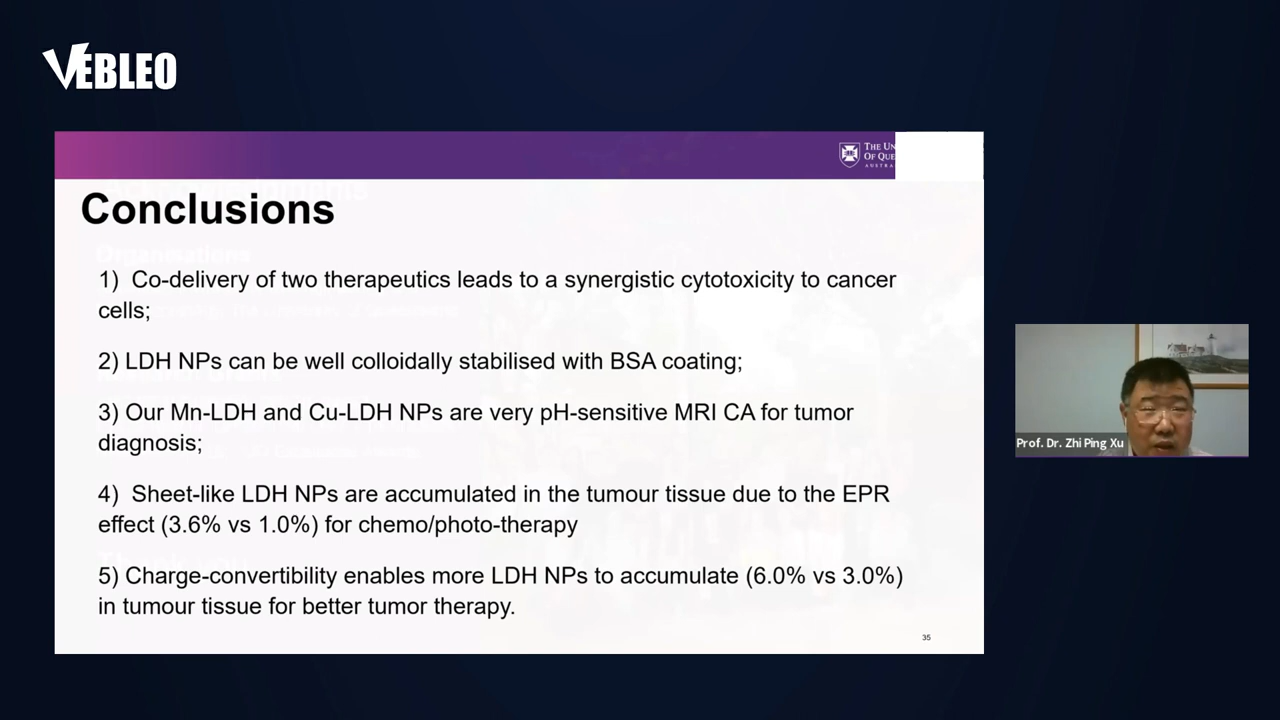 VEBLEO
THE UN
OF QUE
AUSTRA
Conclusions
1) Co-delivery of two therapeutics leads to a synergistic cytotoxicity to cancer
cells;
2) LDH NPs can be well colloidally stabilised with BSA coating;
3) Our Mn-LDH and Cu-LDH NPs are very pH-sensitive MRI CA for tumor
diagnosis;
4) Sheet-like LDH NPs are accumulated in the tumour tissue due to the EPR
effect (3.6% vs 1.0%) for chemo/photo-therapy
5) Charge-convertibility enables more LDH NPs to accumulate (6.0% vs 3.0%)
in tumour tissue for better tumor therapy.
35
Prof. Dr. Zhi Ping Xu